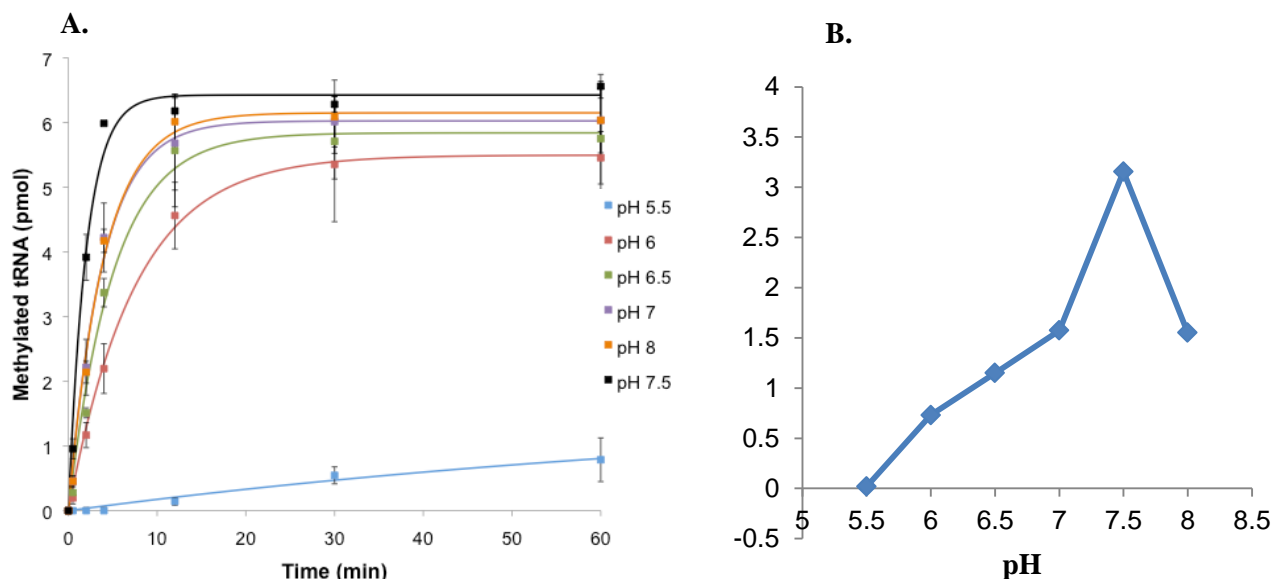 A.
7
6
5
4
3
2
1
0
Methylated tRNA (pmol)
0 10 20 30 40 50 60
Time (min)
pH 5.5
pH 6
pH 6.5
pH 7
pH 8
pH 7.5
B.
4
3.5
3
2.5
2
1.5
1
0.5
0
-0.5
5 5.5 6 6.5 7 7.5 8 8.5
pH